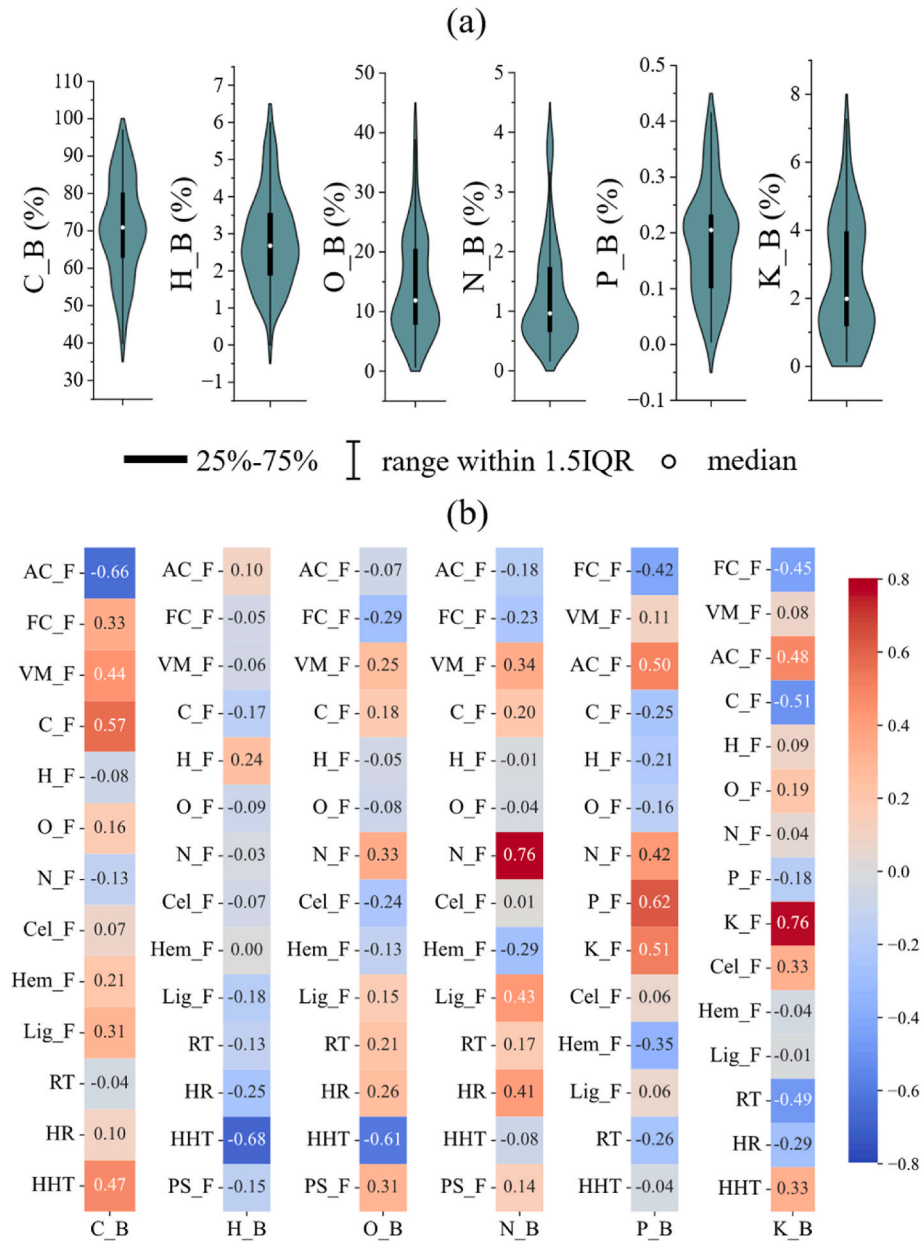 (a)
C_B (%)
110
100
90
80
70
60
50
40
30
H_B (%)
7
6
5
4
3
2
1
0
−1
O_B (%)
50
40
30
20
10
0
N_B (%)
5
4
3
2
1
0
P_B (%)
0.5
0.4
0.3
0.2
0.1
0.0
−0.1
K_B (%)
8
6
4
2
0
25%-75%
range within 1.5IQR
median
(b)
AC_F -0.66
FC_F 0.33
VM_F 0.44
C_F 0.57
H_F -0.08
O_F 0.16
N_F -0.13
Cel_F 0.07
Hem_F 0.21
Lig_F 0.31
RT -0.04
HR 0.10
HHT 0.47
C_B
AC_F 0.10
FC_F -0.05
VM_F -0.06
C_F -0.17
H_F 0.24
O_F -0.09
N_F -0.03
Cel_F -0.07
Hem_F 0.00
Lig_F -0.18
RT -0.13
HR -0.25
HHT -0.68
PS_F -0.15
H_B
AC_F -0.07
FC_F -0.29
VM_F 0.25
C_F 0.18
H_F -0.05
O_F -0.08
N_F 0.33
Cel_F -0.24
Hem_F -0.13
Lig_F 0.15
RT 0.21
HR 0.26
HHT -0.61
PS_F 0.31
O_B
AC_F -0.18
FC_F -0.23
VM_F 0.34
C_F 0.20
H_F -0.01
O_F -0.04
N_F 0.76
Cel_F 0.01
Hem_F -0.29
Lig_F 0.43
RT 0.17
HR 0.41
HHT -0.08
PS_F 0.14
N_B
FC_F -0.42
VM_F 0.11
AC_F 0.50
C_F -0.25
H_F -0.21
O_F -0.16
N_F 0.42
P_F 0.62
K_F 0.51
Cel_F 0.06
Hem_F -0.35
Lig_F 0.06
RT -0.26
HHT -0.04
P_B
FC_F -0.45
VM_F 0.08
AC_F 0.48
C_F -0.51
H_F 0.09
O_F 0.19
N_F 0.04
P_F -0.18
K_F 0.76
Cel_F 0.33
Hem_F -0.04
Lig_F -0.01
RT -0.49
HR -0.29
HHT 0.33
K_B
0.8
0.6
0.4
0.2
0.0
−0.2
−0.4
−0.6
−0.8